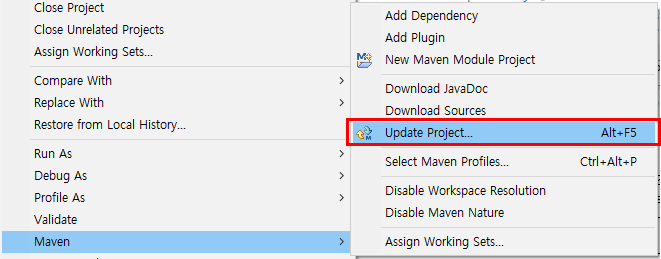 Close Project
Close Unrelated Projects
Assign Working Sets...
Compare With
Replace With
Restore from Local History...
Run As
Debug As
Profile As
Validate
Maven
Add Dependency
Add Plugin
New Maven Module Project
Download JavaDoc
Download Sources
Update Project... Alt+F5
Select Maven Profiles... Ctrl+Alt+P
Disable Workspace Resolution
Disable Maven Nature
Assign Working Sets...